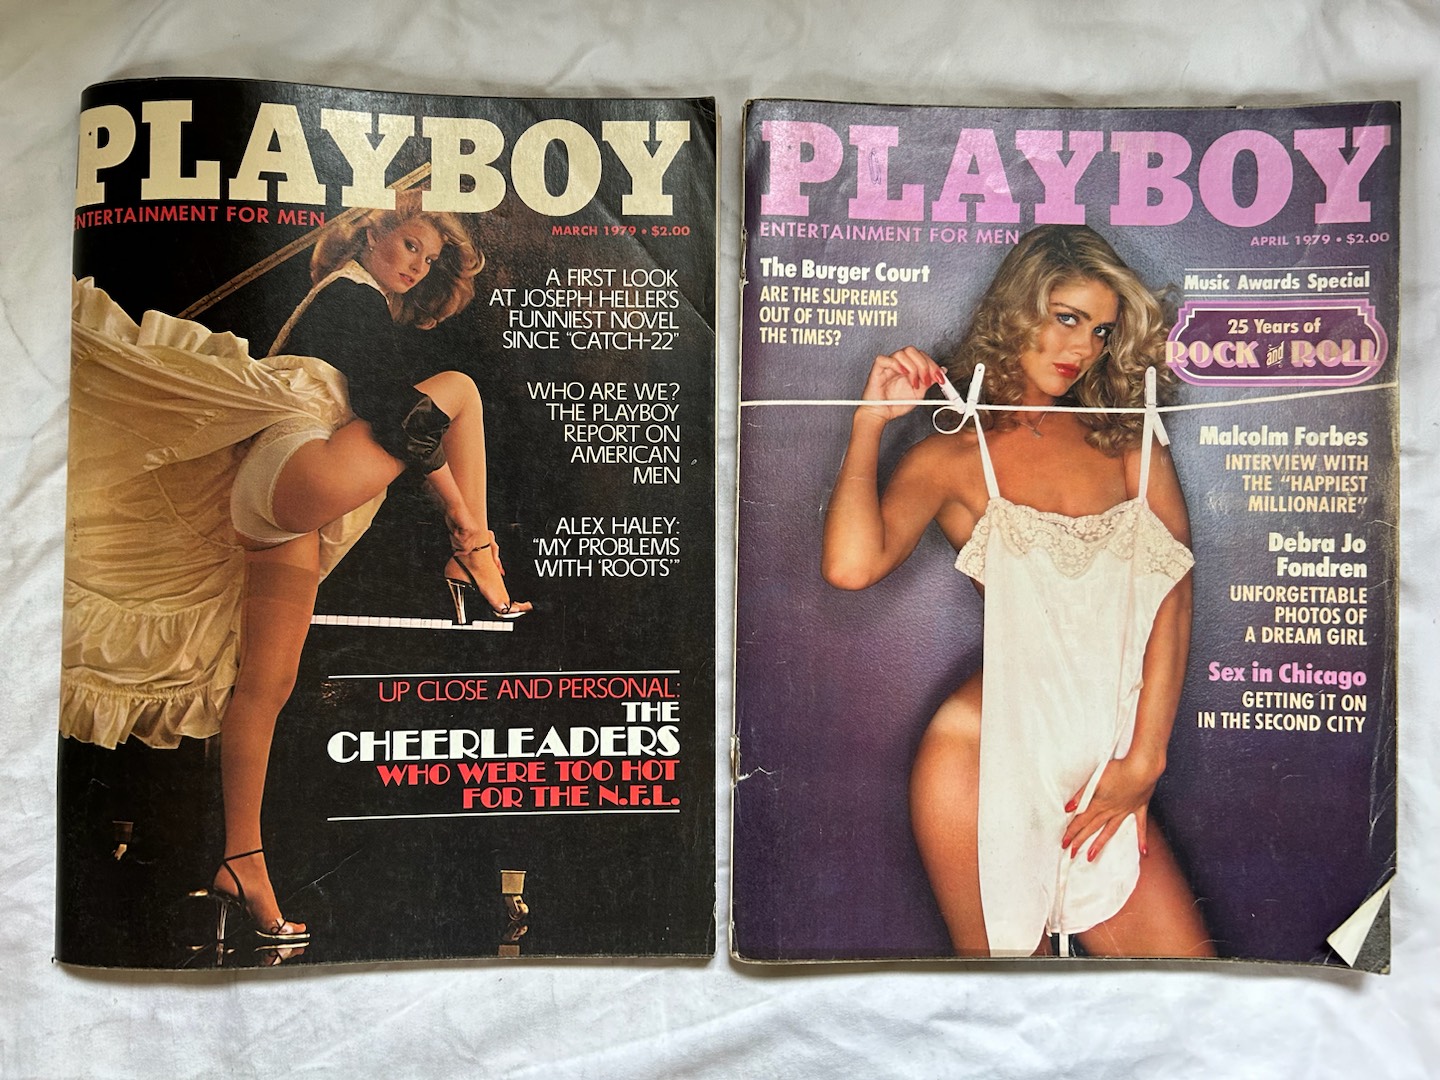 PLAYBOY
ENTERTAINMENT FOR MEN
MARCH 1979 • $2.00
A FIRST LOOK
AT JOSEPH HELLER'S
FUNNIEST NOVEL
SINCE "CATCH-22"
WHO ARE WE?
THE PLAYBOY
REPORT ON
AMERICAN
MEN
ALEX HALEY:
"MY PROBLEMS
WITH 'ROOTS'"
UP CLOSE AND PERSONAL:
THE
CHEERLEADERS
WHO WERE TOO HOT
FOR THE N.F.L.
PLAYBOY
ENTERTAINMENT FOR MEN
APRIL 1979 • $2.00
The Burger Court
ARE THE SUPREMES
OUT OF TUNE WITH
THE TIMES?
Music Awards Special
25 Years of
ROCK and ROLL
Malcolm Forbes
INTERVIEW WITH
THE "HAPPIEST
MILLIONAIRE"
Debra Jo
Fondren
UNFORGETTABLE
PHOTOS OF
A DREAM GIRL
Sex in Chicago
GETTING IT ON
IN THE SECOND CITY